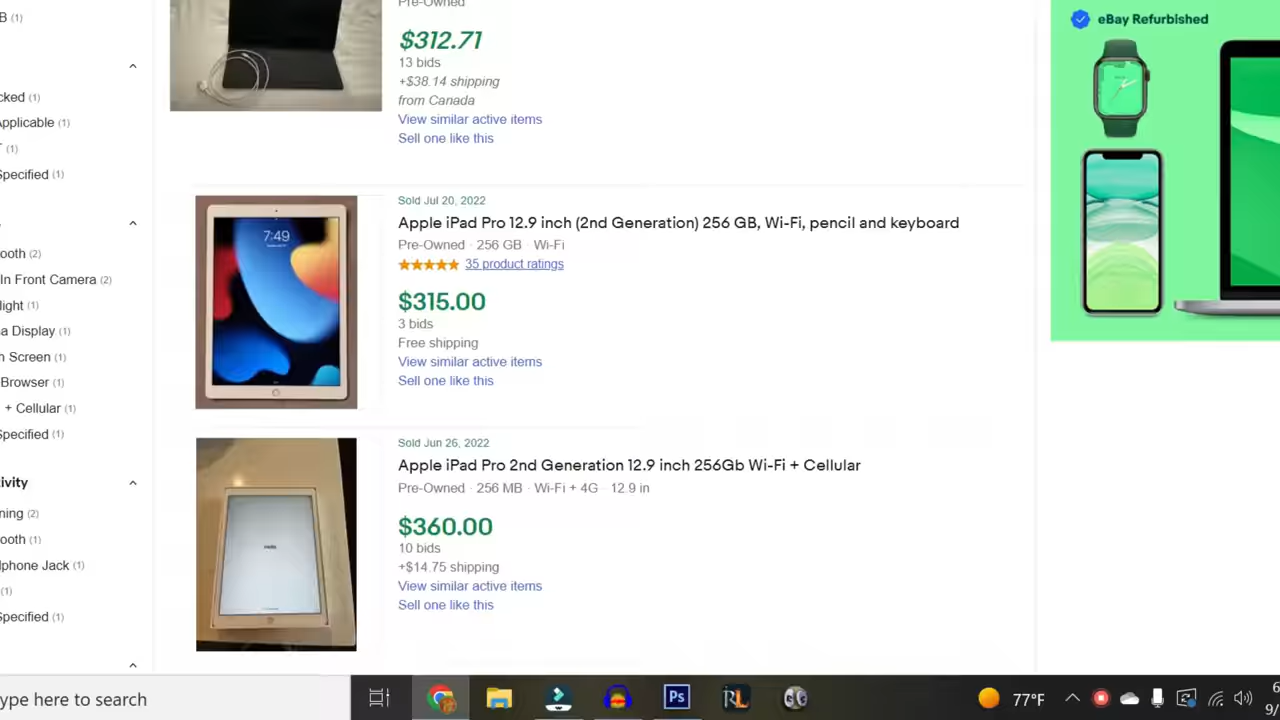 B (1)
Pre-Owned
$312.71
13 bids
+$38.14 shipping
from Canada
View similar active items
Sell one like this
eBay Refurbished
cked (1)
Applicable (1)
(1)
Specified (1)
Sold Jul 20, 2022
Apple iPad Pro 12.9 inch (2nd Generation) 256 GB, Wi-Fi, pencil and keyboard
Pre-Owned · 256 GB · Wi-Fi
35 product ratings
$315.00
3 bids
Free shipping
View similar active items
Sell one like this
7:49
ooth (2)
In Front Camera (2)
light (1)
a Display (1)
h Screen (1)
Browser (1)
+ Cellular (1)
Specified (1)
Sold Jun 26, 2022
Apple iPad Pro 2nd Generation 12.9 inch 256Gb Wi-Fi + Cellular
Pre-Owned · 256 MB · Wi-Fi + 4G · 12.9 in
$360.00
10 bids
+$14.75 shipping
View similar active items
Sell one like this
ivity
ning (2)
ooth (1)
dphone Jack (1)
(1)
Specified (1)
ype here to search
Ps
RL
77°F
6
9/